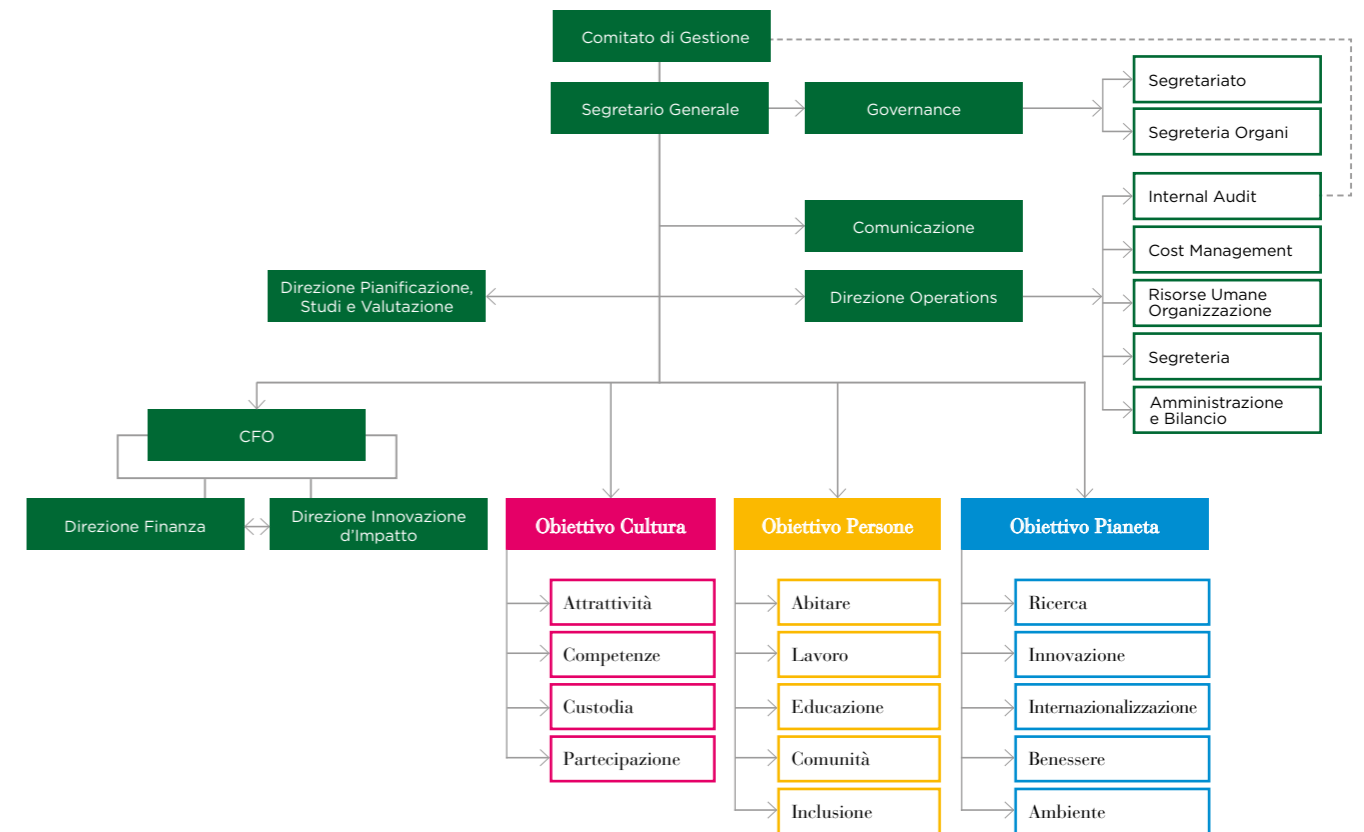 Comitato di Gestione
Segretario Generale
Governance
Segretariato
Segreteria Organi
Comunicazione
Direzione Pianificazione,
Studi e Valutazione
Direzione Operations
Internal Audit
Cost Management
Risorse Umane
Organizzazione
Segreteria
Amministrazione
e Bilancio
CFO
Direzione Finanza
Direzione Innovazione
d'Impatto
Obiettivo Cultura
Attrattività
Competenze
Custodia
Partecipazione
Obiettivo Persone
Abitare
Lavoro
Educazione
Comunità
Inclusione
Obiettivo Pianeta
Ricerca
Innovazione
Internazionalizzazione
Benessere
Ambiente